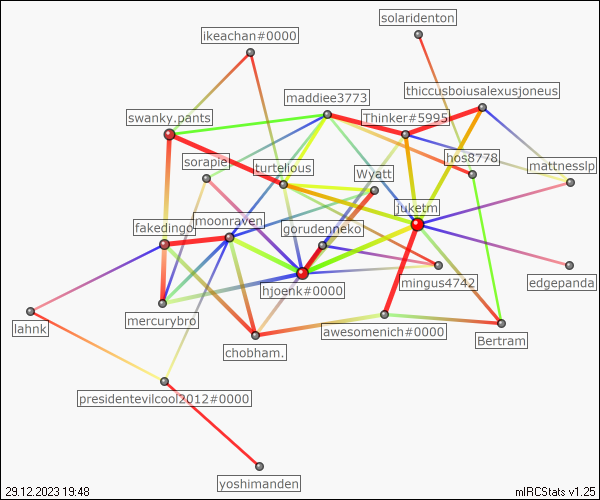 solaridenton
ikeachan#0000
thiccusboiusalexusjoneus
maddiee3773
swanky.pants
Thinker#5995
hos8778
sorapie
turtelious
Wyatt
mattnesslp
juketm
moonraven
fakedingo
gorudenneko
hjoenk#0000
mingus4742
edgepanda
mercurybro
lahnk
awesomenich#0000
Bertram
chobham.
presidentevilcool2012#0000
yoshimanden
29.12.2023 19:48
mIRCStats v1.25